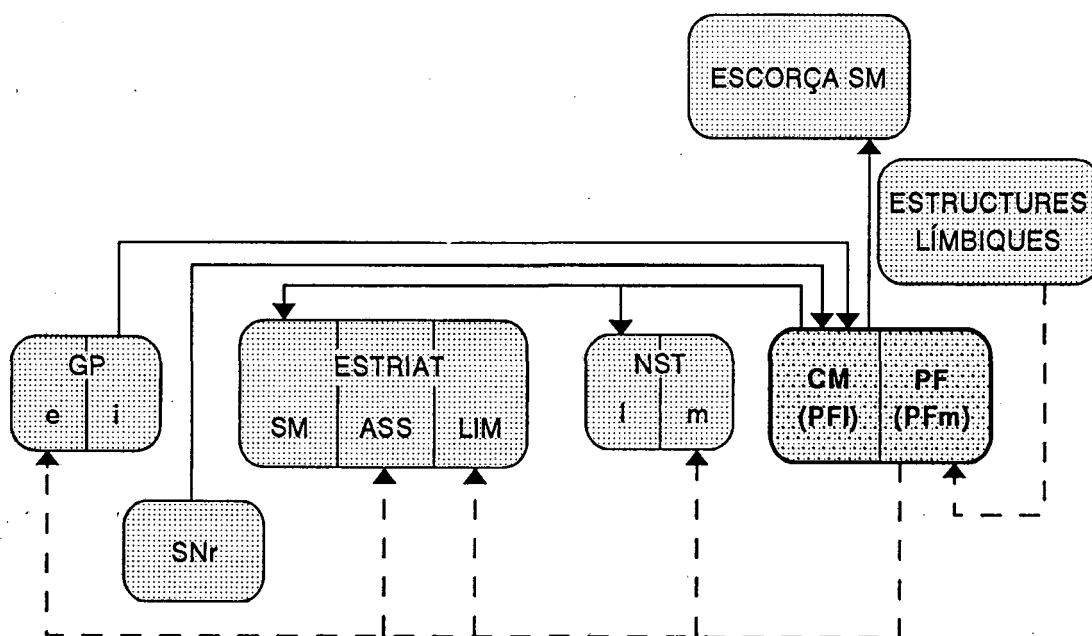 ESCORÇA SM
ESTRUCTURES
LÍMBIQUES
GP
e i
ESTRIAT
SM ASS LIM
NST
l m
CM
(PFl)
PF
(PFm)
SNr